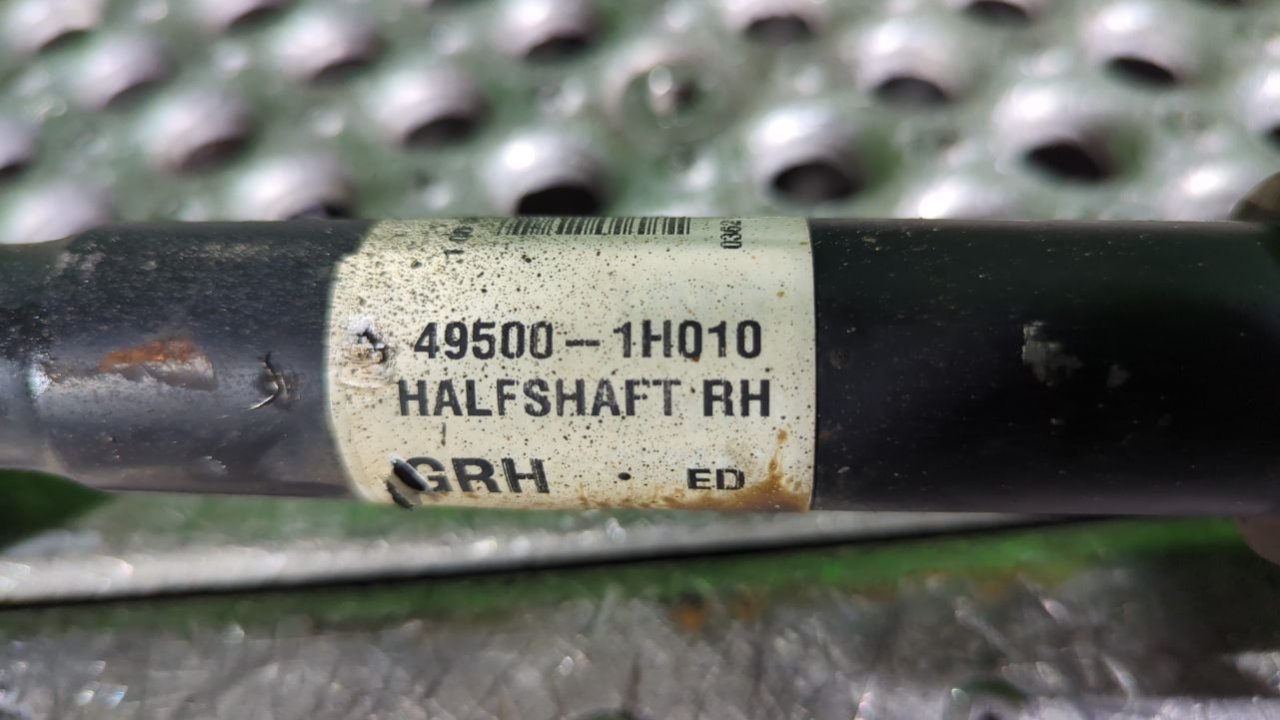 49500-1H010
HALFSHAFT RH
GRH • ED